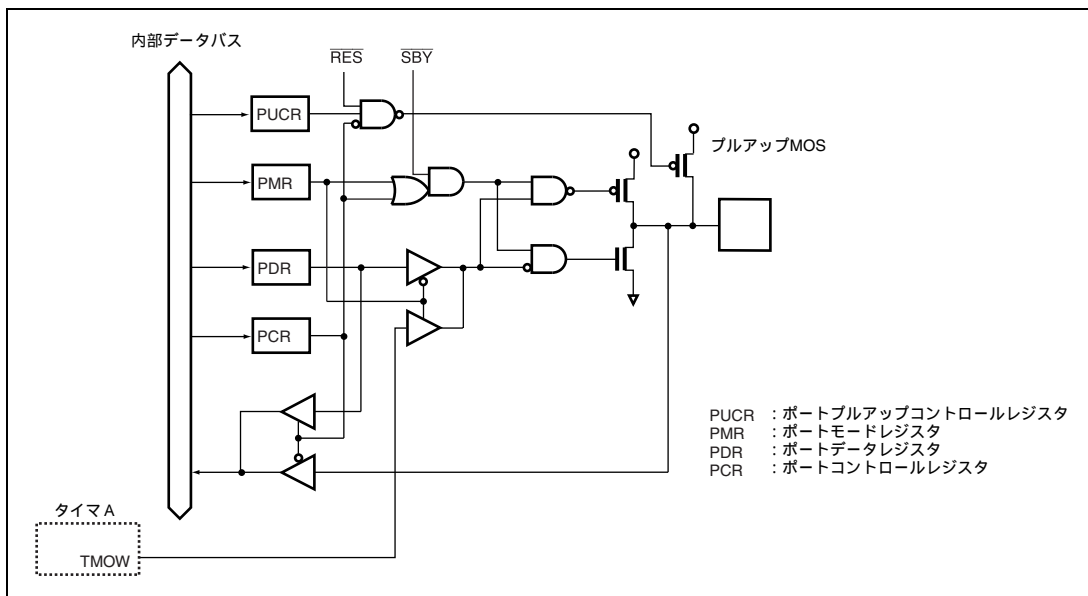 内部データバス
RES
SBY
PUCR
プルアップMOS
PMR
PDR
PCR
PUCR :ポートプルアップコントロールレジスタ
PMR :ポートモードレジスタ
PDR :ポートデータレジスタ
PCR :ポートコントロールレジスタ
タイマA
TMOW